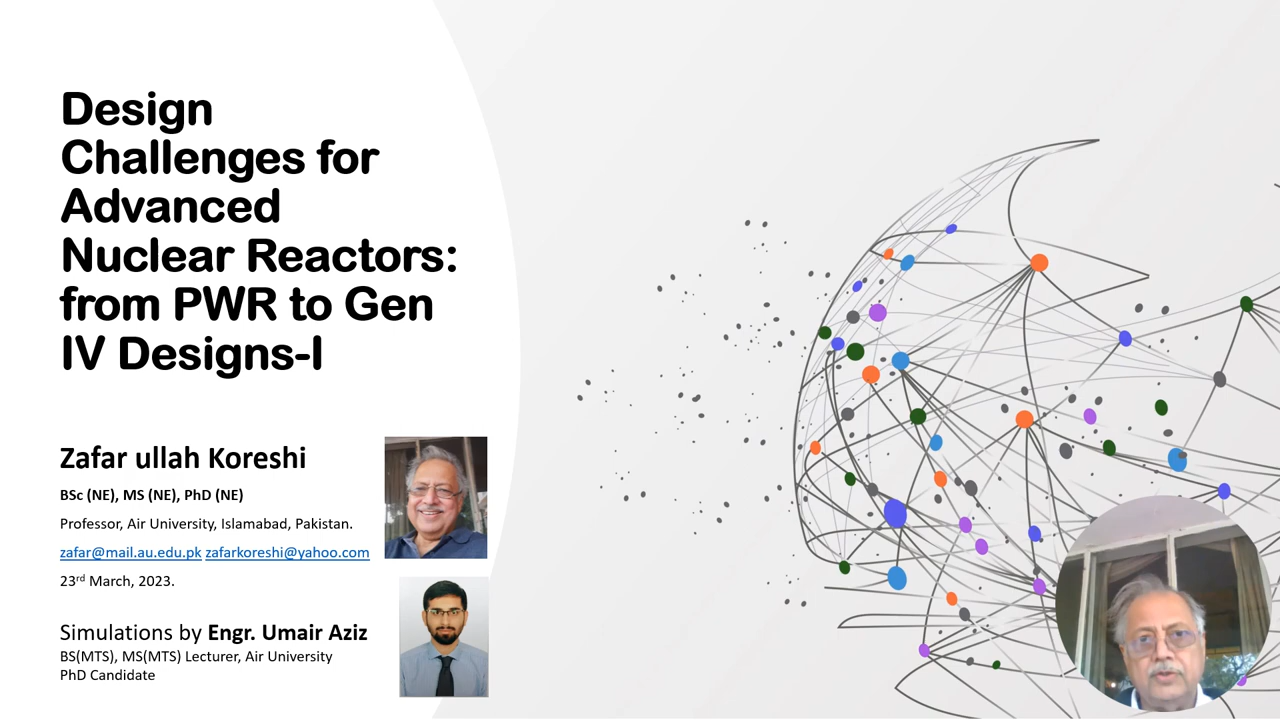 Design
Challenges for
Advanced
Nuclear Reactors:
from PWR to Gen
IV Designs-I
Zafar ullah Koreshi
BSc (NE), MS (NE), PhD (NE)
Professor, Air University, Islamabad, Pakistan.
zafar@mail.au.edu.pk zafarkoreshi@yahoo.com
23rd March, 2023.
Simulations by Engr. Umair Aziz
BS(MTS), MS(MTS) Lecturer, Air University
PhD Candidate